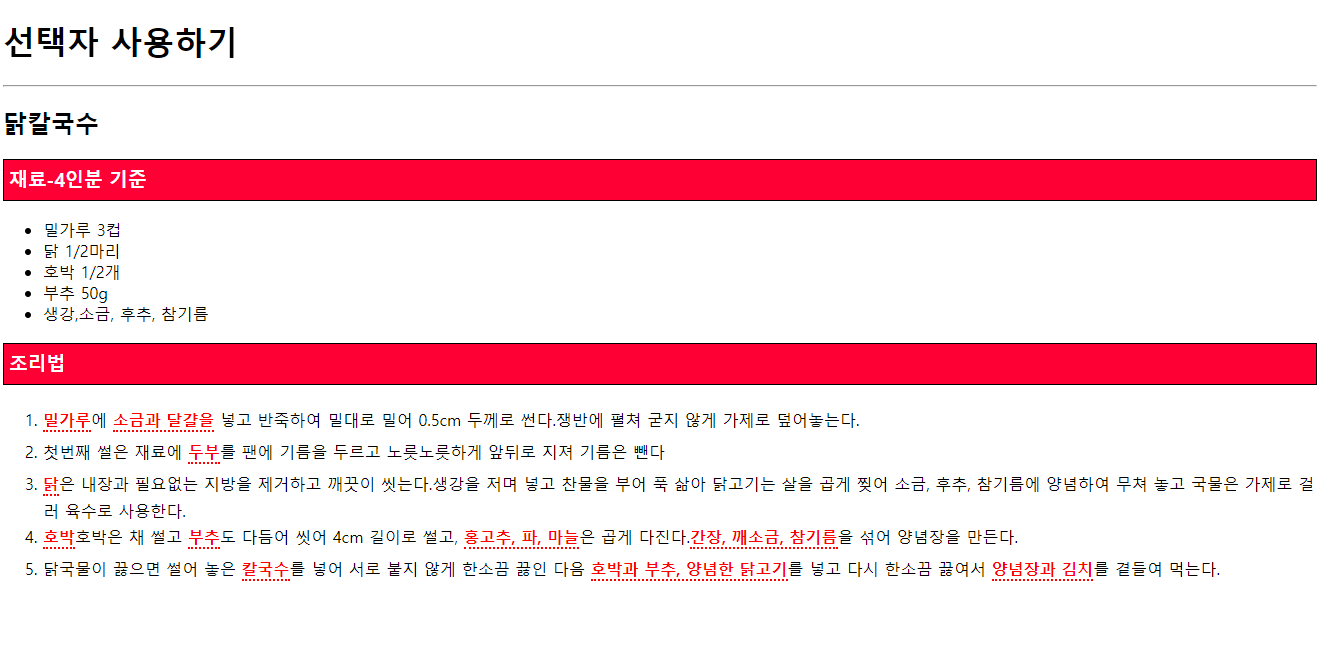 선택자 사용하기
닭칼국수
재료-4인분 기준
밀가루 3컵
닭 1/2마리
호박 1/2개
부추 50g
생강,소금, 후추, 참기름
조리법
1. 밀가루에 소금과 달걀을 넣고 반죽하여 밀대로 밀어 0.5cm 두께로 썬다.쟁반에 펼쳐 굳지 않게 가제로 덮어놓는다.
2. 첫번째 썰은 재료에 두부를 팬에 기름을 두르고 노릇노릇하게 앞뒤로 지져 기름은 뺀다
3. 닭은 내장과 필요없는 지방을 제거하고 깨끗이 씻는다.생강을 저며 넣고 찬물을 부어 푹 삶아 닭고기는 살을 곱게 찢어 소금, 후추, 참기름에 양념하여 무쳐 놓고 국물은 가제로 걸
러 육수로 사용한다.
4. 호박호박은 채 썰고 부추도 다듬어 씻어 4cm 길이로 썰고, 홍고추, 파, 마늘은 곱게 다진다.간장, 깨소금, 참기름을 섞어 양념장을 만든다.
5. 닭국물이 끓으면 썰어 놓은 칼국수를 넣어 서로 붙지 않게 한소끔 끓인 다음 호박과 부추, 양념한 닭고기를 넣고 다시 한소끔 끓여서 양념장과 김치를 곁들여 먹는다.